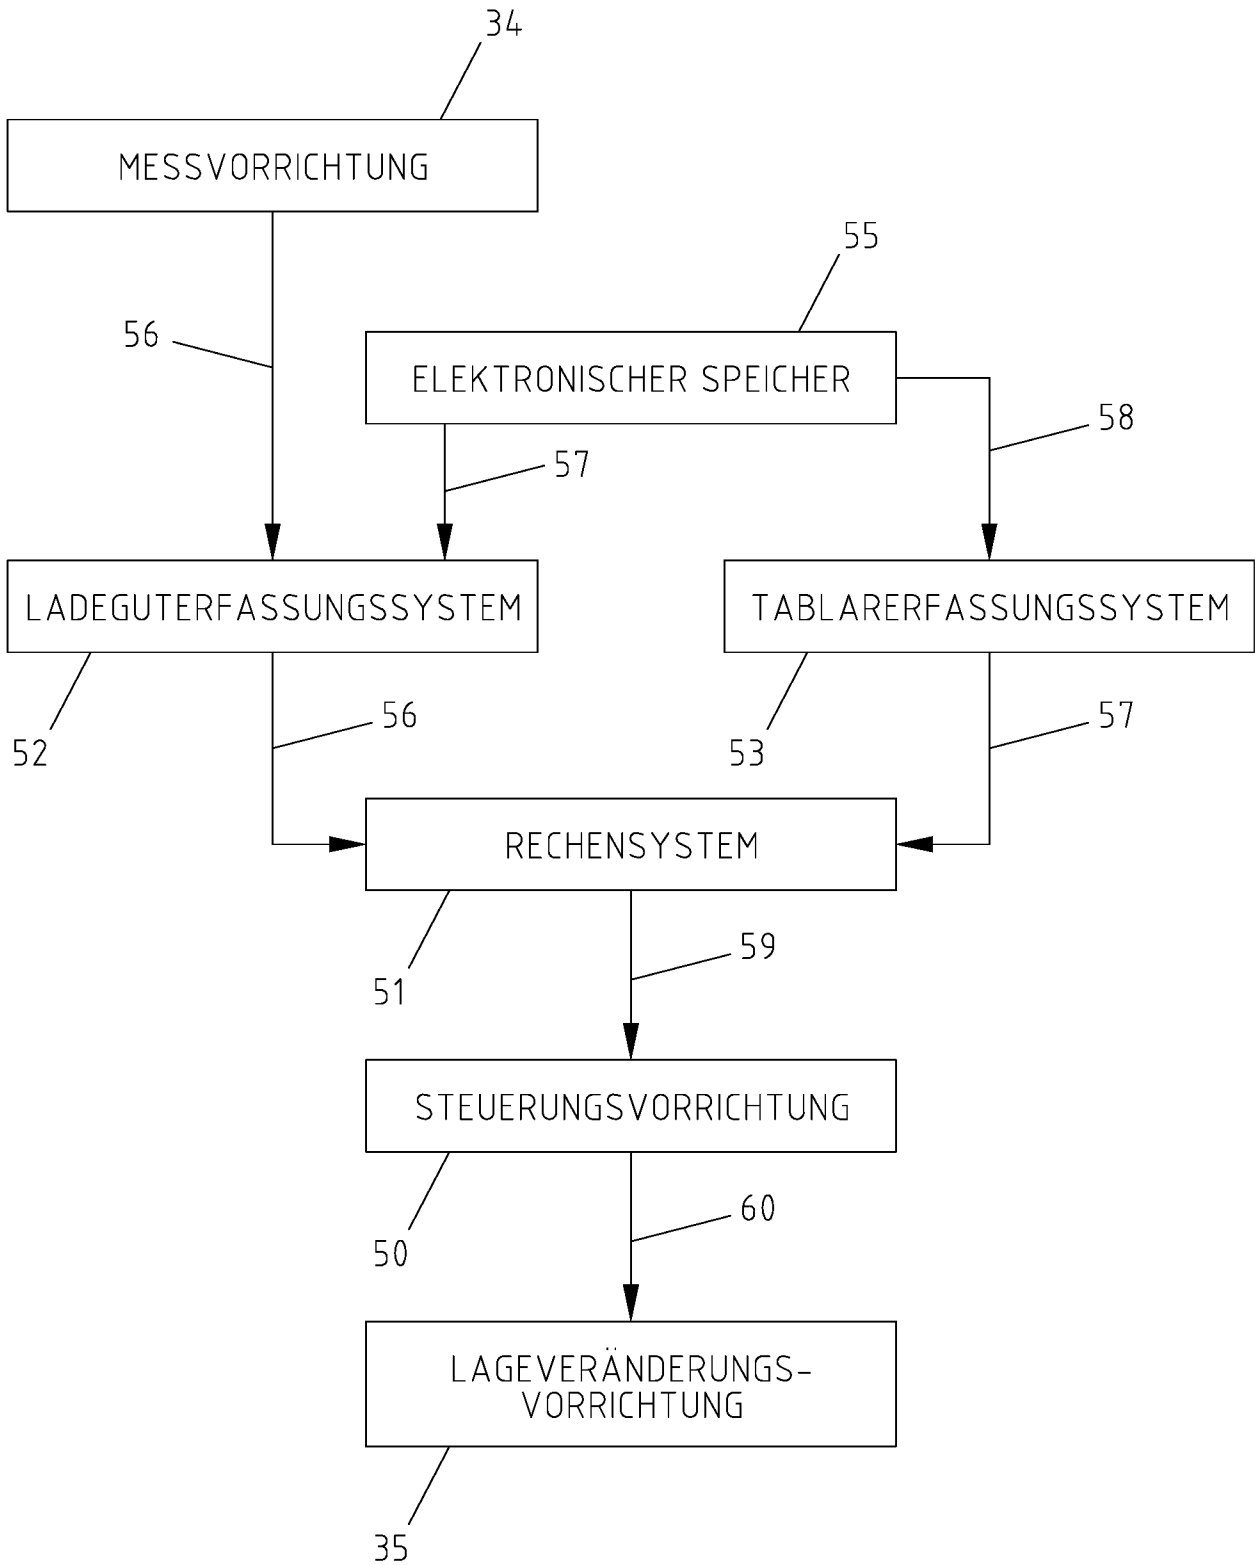 34
MESSVORRICHTUNG
55
56
ELEKTRONISCHER SPEICHER
58
57
LADEGUTERFASSUNGSSYSTEM
TABLARERFASSUNGSSYSTEM
56
57
52
53
RECHENSYSTEM
59
51
STEUERUNGSVORRICHTUNG
60
50
LAGEVERÄNDERUNGS-
VORRICHTUNG
35